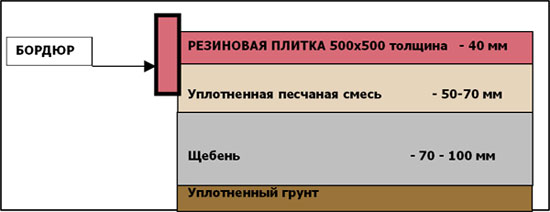 БОРДЮР
РЕЗИНОВАЯ ПЛИТКА 500х500 толщина - 40 мм
Уплотненная песчаная смесь - 50-70 мм
Щебень - 70 - 100 мм
Уплотненный грунт